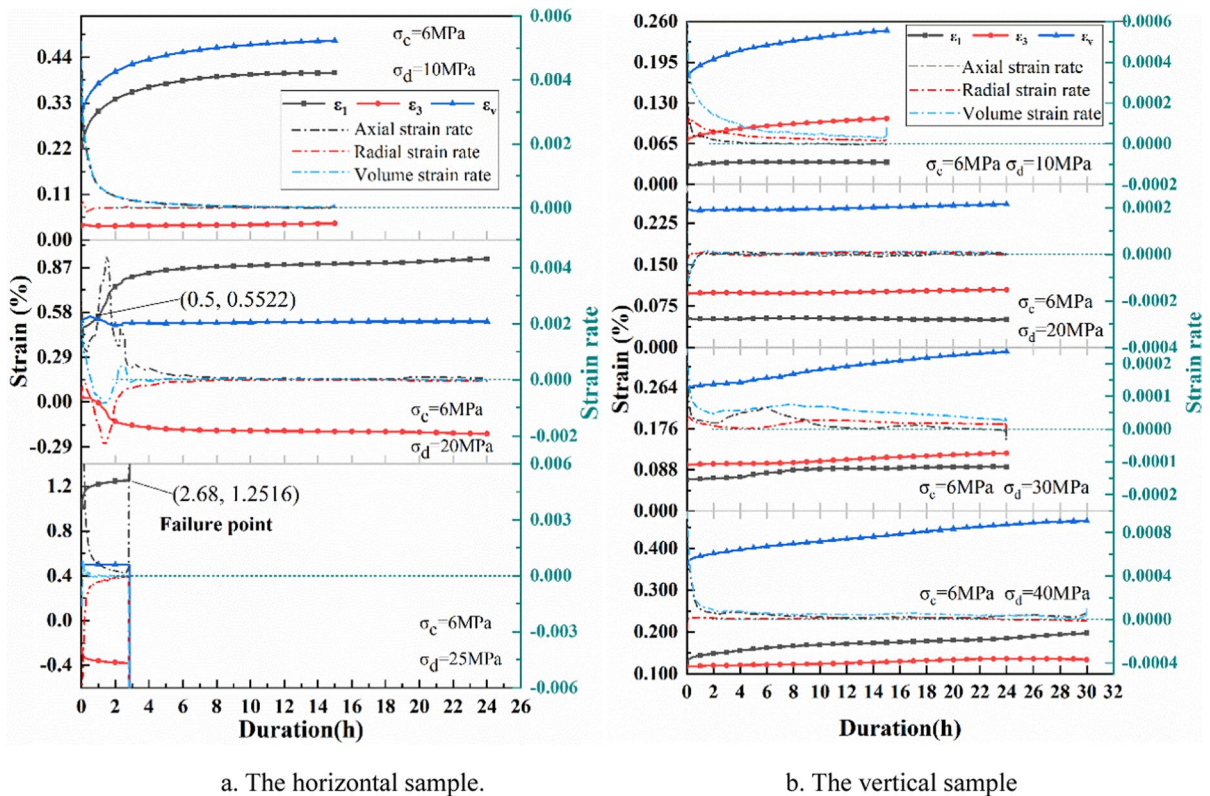 0.006
σc=6MPa
0.44
σd=10MPa
0.004
0.33
ε1 ε3 εv
Axial strain rate
0.002
0.22
Radial strain rate
Volume strain rate
0.11
0.000
0.00
0.87
0.004
(0.5, 0.5522)
0.58
0.002
0.29
0.000
0.00
σc=6MPa
-0.29
σd=20MPa
-0.002
0.006
1.2
(2.68, 1.2516)
0.003
0.8
Failure point
0.4
0.000
0.0
σc=6MPa
-0.003
-0.4
σd=25MPa
-0.006
0 2 4 6 8 10 12 14 16 18 20 22 24 26
Duration(h)
Strain (%)
Strain rate
a. The horizontal sample.
0.260
0.0006
ε1 ε3 εv
0.195
Axial strain rate
0.0004
Radial strain rate
0.130
Volume strain rate
0.0002
0.065
0.0000
σc=6MPa σd=10MPa
0.000
-0.0002
0.225
0.0002
0.150
0.0000
σc=6MPa
0.075
-0.0002
σd=20MPa
0.000
-0.0004
0.0002
0.264
0.0001
0.176
0.0000
0.088
-0.0001
σc=6MPa σd=30MPa
-0.0002
0.000
0.400
0.0008
0.300
0.0004
σc=6MPa σd=40MPa
0.200
0.0000
0.100
-0.0004
0 2 4 6 8 10 12 14 16 18 20 22 24 26 28 30 32
Duration(h)
Strain (%)
Strain rate
b. The vertical sample